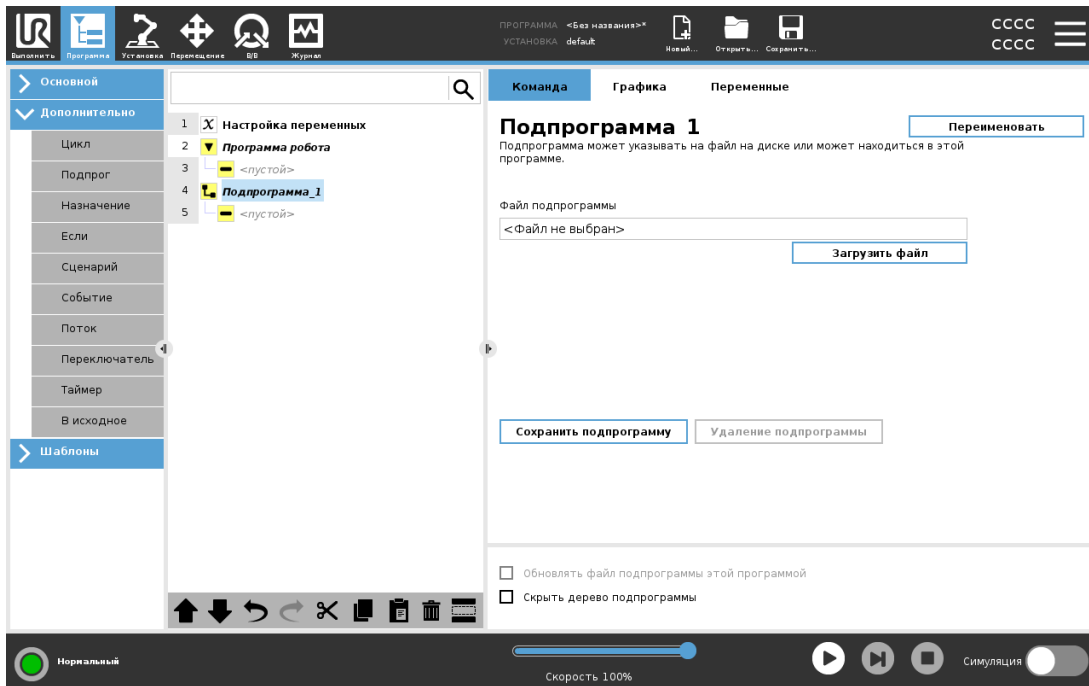 ПРОГРАММА <Без названия>*
УСТАНОВКА default
Выполнить Программа Установка Перемещение В/В Журнал
Новый... Открыть... Сохранить...
CCCC
CCCC
Основной
Дополнительно
Цикл
Подпрог
Назначение
Если
Сценарий
Событие
Поток
Переключатель
Таймер
В исходное
Шаблоны
1 X Настройка переменных
2 Программа робота
3 <пустой>
4 Подпрограмма_1
5 <пустой>
Команда Графика Переменные
Подпрограмма 1
Переименовать
Подпрограмма может указывать на файл на диске или может находиться в этой
программе.
Файл подпрограммы
<Файл не выбран>
Загрузить файл
Сохранить подпрограмму Удаление подпрограммы
Обновлять файл подпрограммы этой программой
Скрыть дерево подпрограммы
Нормальный
Скорость 100%
Симуляция